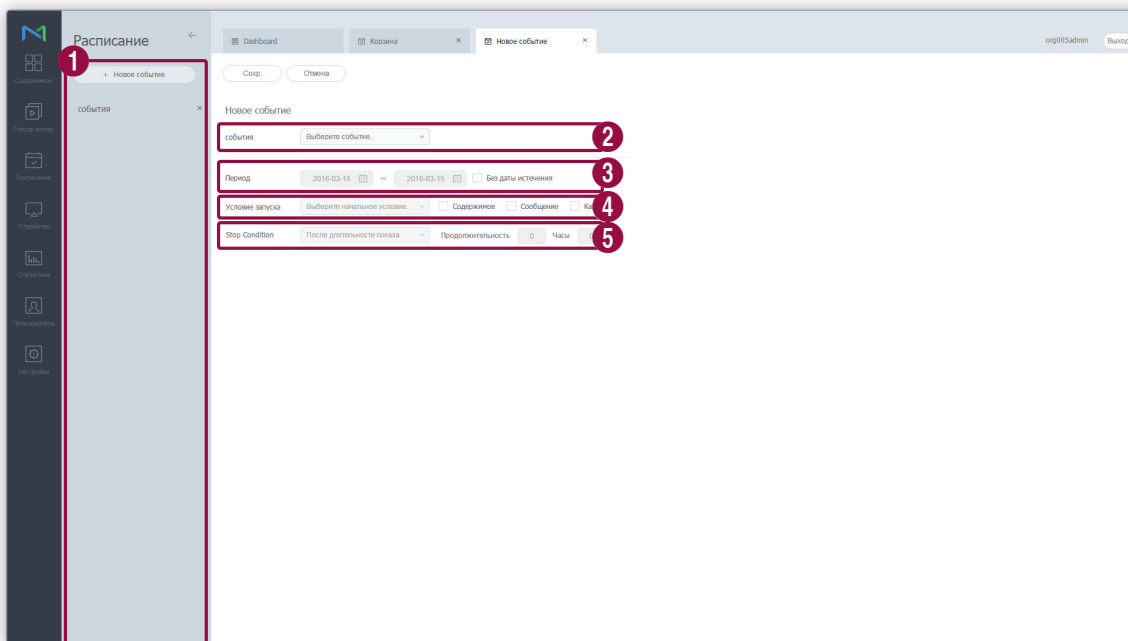 Расписание ←
Dashboard
Корзина ×
Новое событие ×
org005admin
Выход
1
+ Новое событие
события ×
Содержимое
Список воспр.
Расписание
Устройство
Статистика
Пользователь
Настройка
Сохр.
Отмена
Новое событие
события Выберите событие. 2
Период 2016-03-15 ~ 2016-03-15 Без даты истечения 3
Условие запуска Выберите начальное условие. Содержимое Сообщение 4
Stop Condition После длительности показа Продолжительность 0 Часы 5